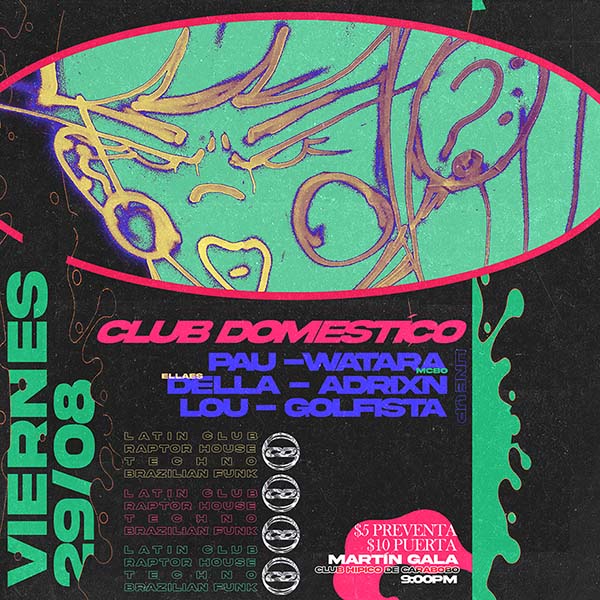 VIERNES
29/08
CLUB DOMESTÍCO
PAU - WATARA
MCBO
ELLAES
DELLA - ADRIXN
LOU - GOLFISTA
LINEUP
LATIN CLUB
RAPTOR HOUSE
TECHNO
BRAZILIAN FUNK
LATIN CLUB
RAPTOR HOUSE
TECHNO
BRAZILIAN FUNK
LATIN CLUB
RAPTOR HOUSE
TECHNO
BRAZILIAN FUNK
$5 PREVENTA
$10 PUERTA
MARTÍN GALA
CLUB HIPICO DE CARABOBO
9:00PM